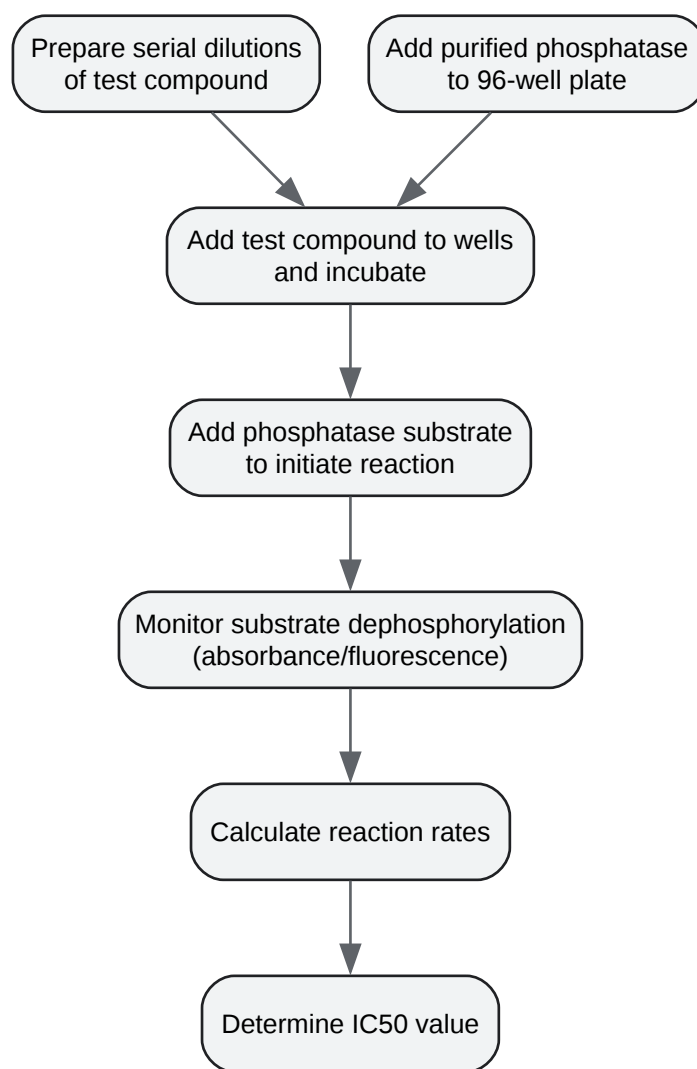 Prepare serial dilutions
of test compound
Add purified phosphatase
to 96-well plate
Add test compound to wells
and incubate
Add phosphatase substrate
to initiate reaction
Monitor substrate dephosphorylation
(absorbance/fluorescence)
Calculate reaction rates
Determine IC50 value